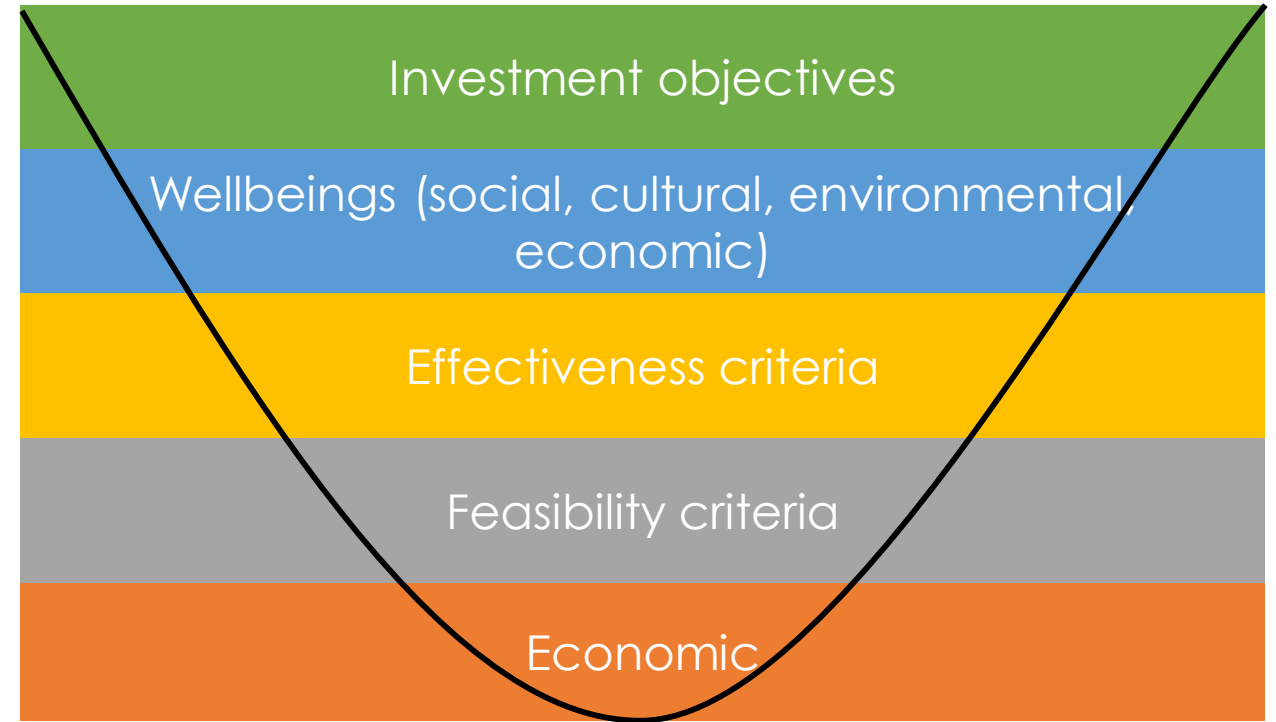 Investment objectives
Wellbeings (social, cultural, environmental,
economic)
Effectiveness criteria
Feasibility criteria
Economic